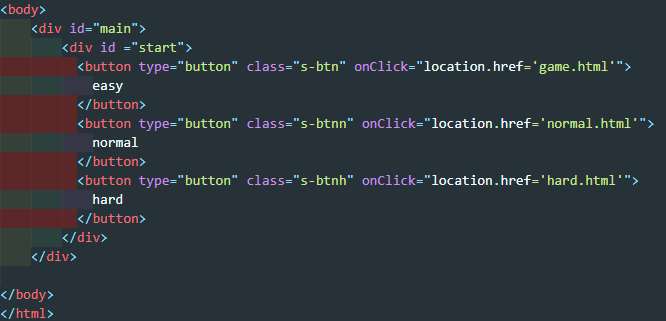 <body>
    <div id="main">
        <div id ="start">
          <button type="button" class="s-btn" onClick="location.href='game.html'">
            easy
          </button>
          <button type="button" class="s-btnn" onClick="location.href='normal.html'">
            normal
          </button>
          <button type="button" class="s-btnh" onClick="location.href='hard.html'">
            hard
          </button>
        </div>
    </div>

</body>
</html>